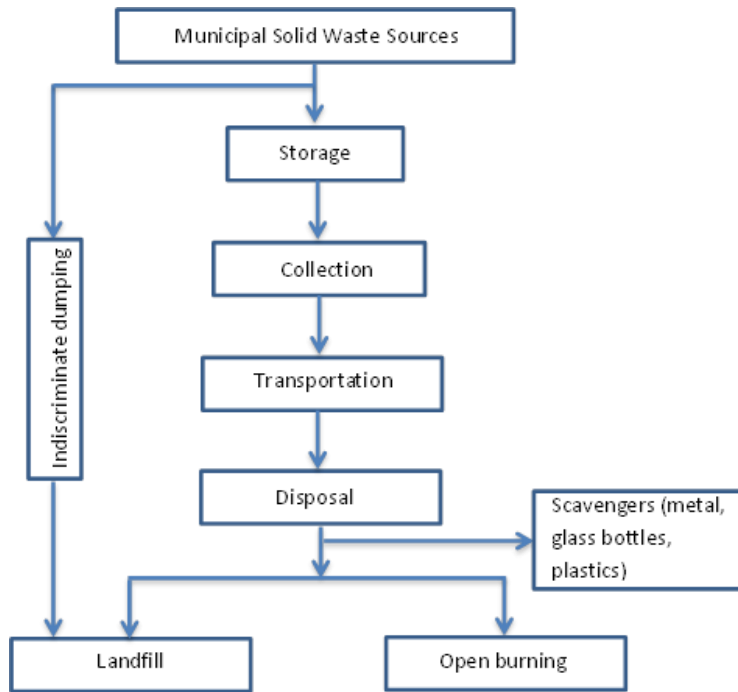 Municipal Solid Waste Sources
Storage
Indiscriminate dumping
Collection
Transportation
Disposal
Scavengers (metal,
glass bottles,
plastics)
Landfill
Open burning